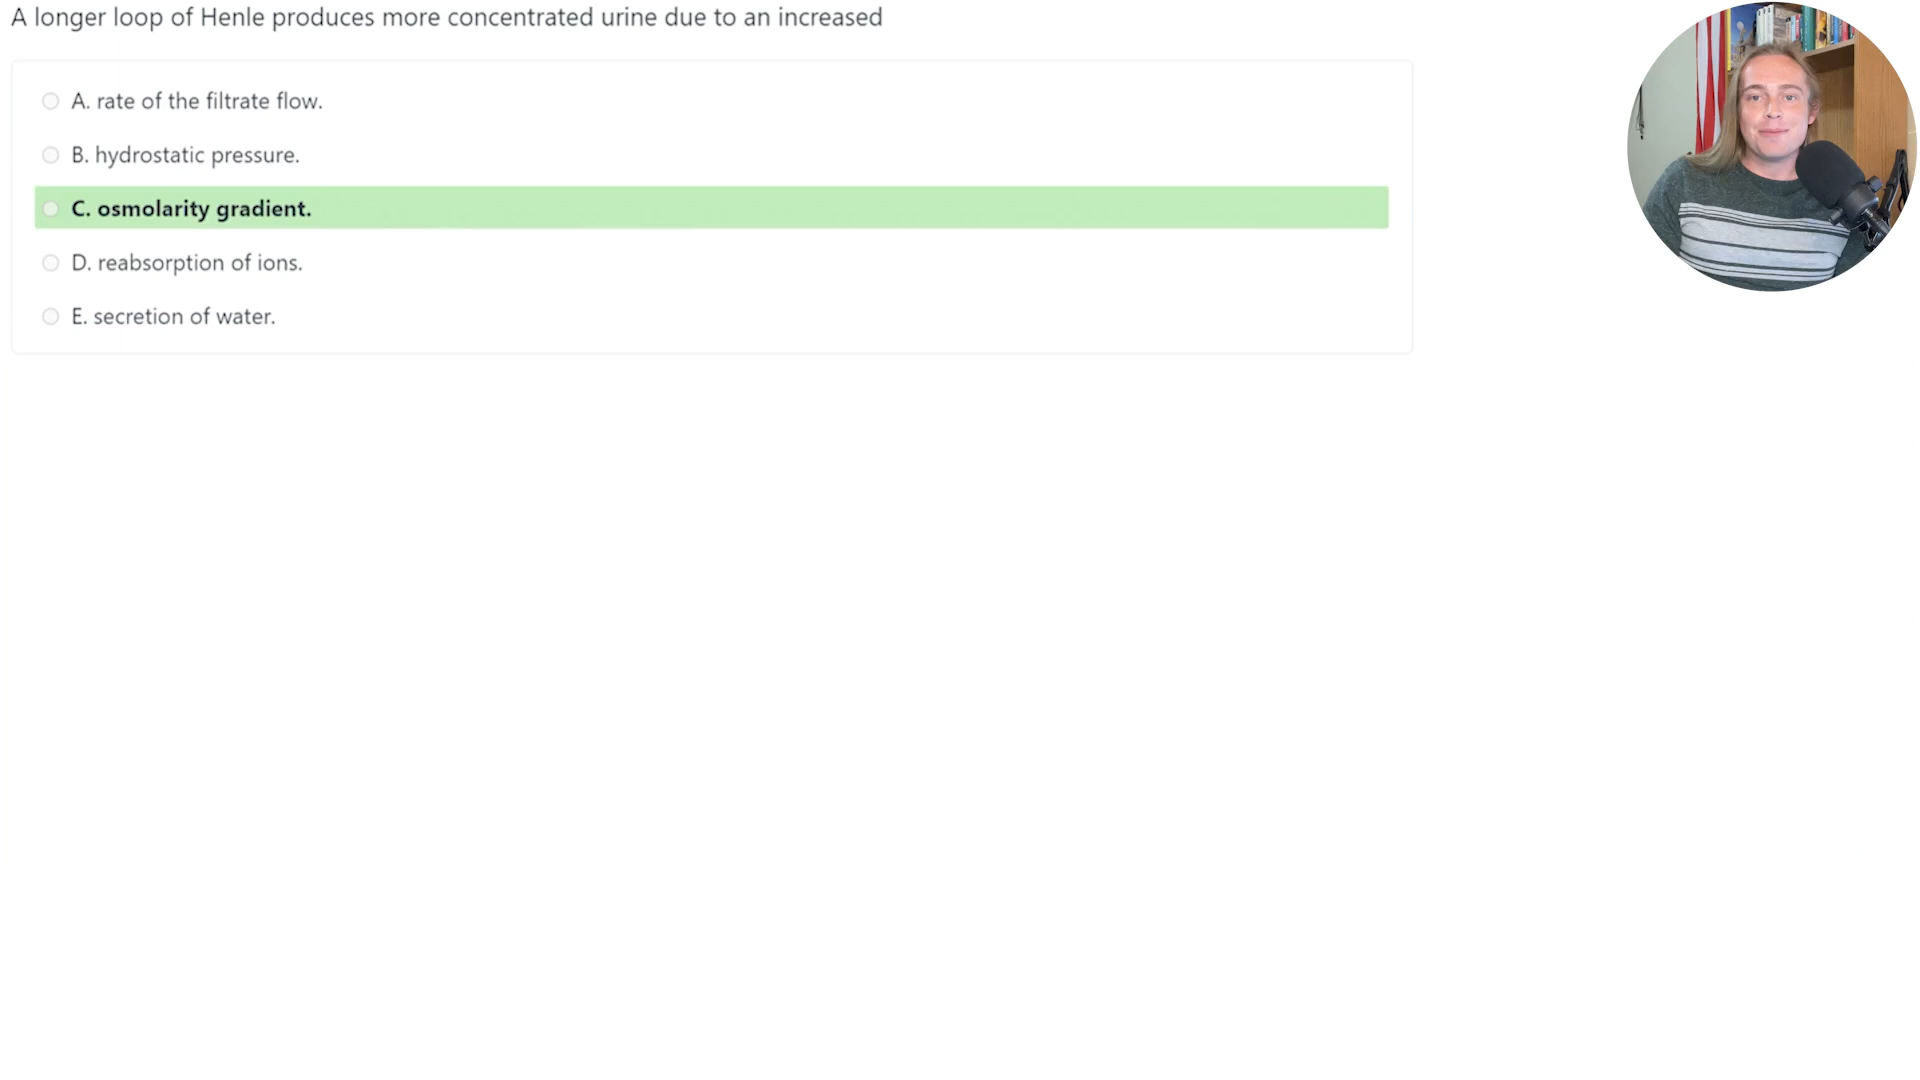 A longer loop of Henle produces more concentrated urine due to an increased
A. rate of the filtrate flow.
B. hydrostatic pressure.
C. osmolarity gradient.
D. reabsorption of ions.
E. secretion of water.